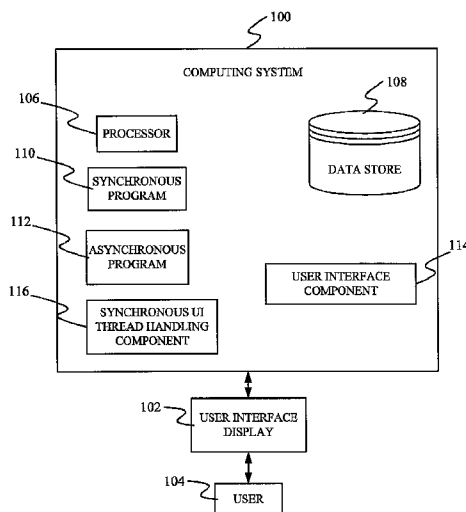 100
COMPUTING SYSTEM
106
PROCESSOR
108
DATA STORE
110
SYNCHRONOUS
PROGRAM
112
ASYNCHRONOUS
PROGRAM
114
USER INTERFACE
COMPONENT
116
SYNCHRONOUS UI
THREAD HANDLING
COMPONENT
102
USER INTERFACE
DISPLAY
104
USER